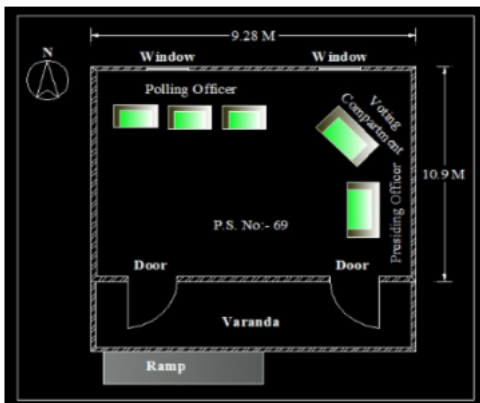 9.28 M
N
Window
Window
Polling Officer
Voting
Compartment
10.9 M
Presiding Officer
P.S. No:- 69
Door
Door
Varanda
Ramp